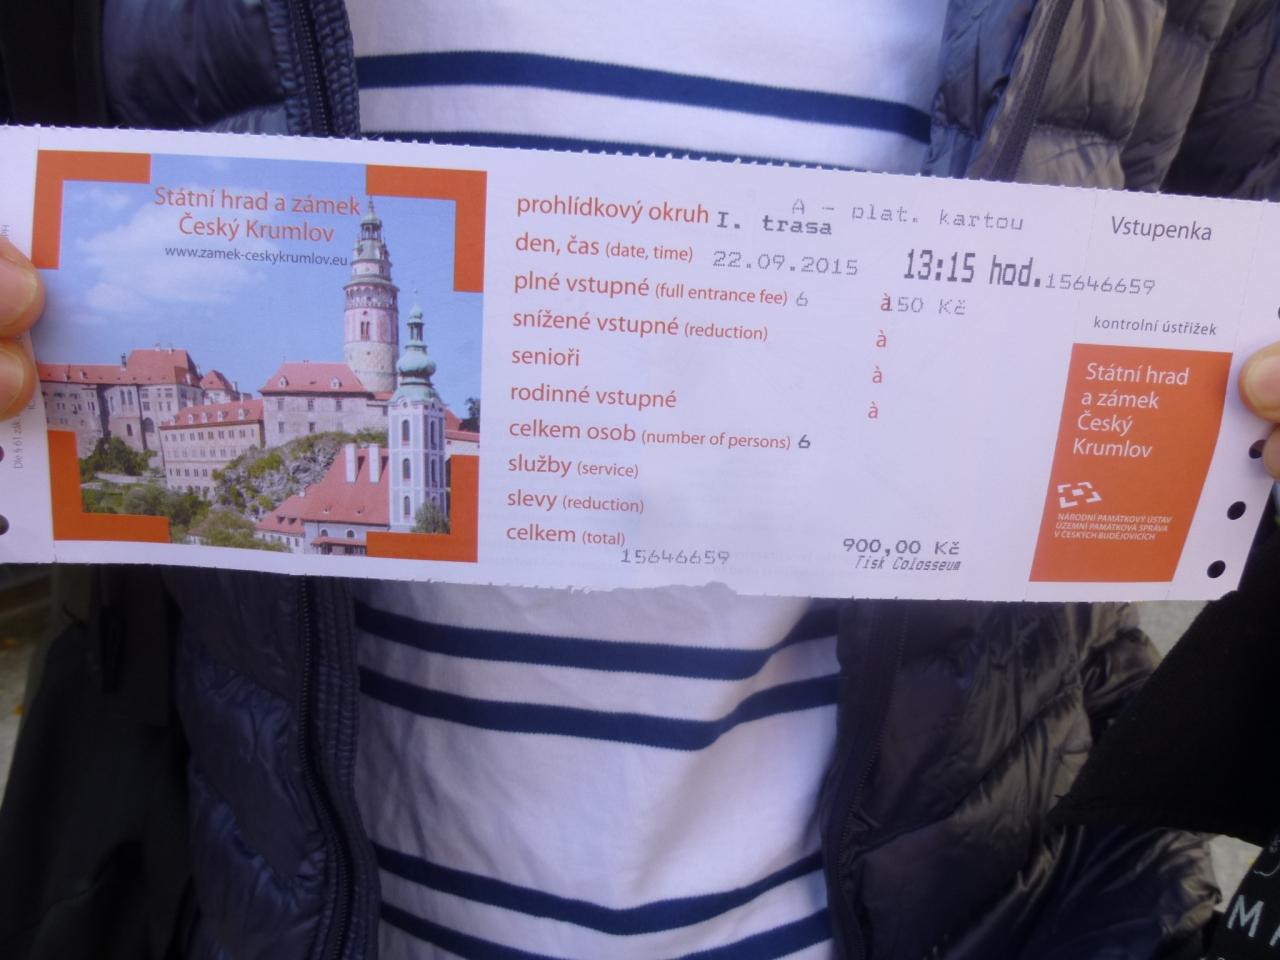 Státní hrad a zámek
Český Krumlov
www.zamek-ceskykrumlov.eu
prohlídkový okruh I. trasa A - plat. kartou
den, čas (date, time) 22.09.2015 13:15 hod. 15646659
plné vstupné (full entrance fee) 6 à 150 Kč
snížené vstupné (reduction) à
senioři à
rodinné vstupné à
celkem osob (number of persons) 6
služby (service)
slevy (reduction)
celkem (total) 900,00 Kč
15646659 Tisk Colosseum
Vstupenka
kontrolní ústřižek
Státní hrad
a zámek
Český
Krumlov
NÁRODNÍ PAMÁTKOVÝ ÚSTAV
ÚZEMNÍ PAMÁTKOVÁ SPRÁVA
V ČESKÝCH BUDĚJOVICÍCH